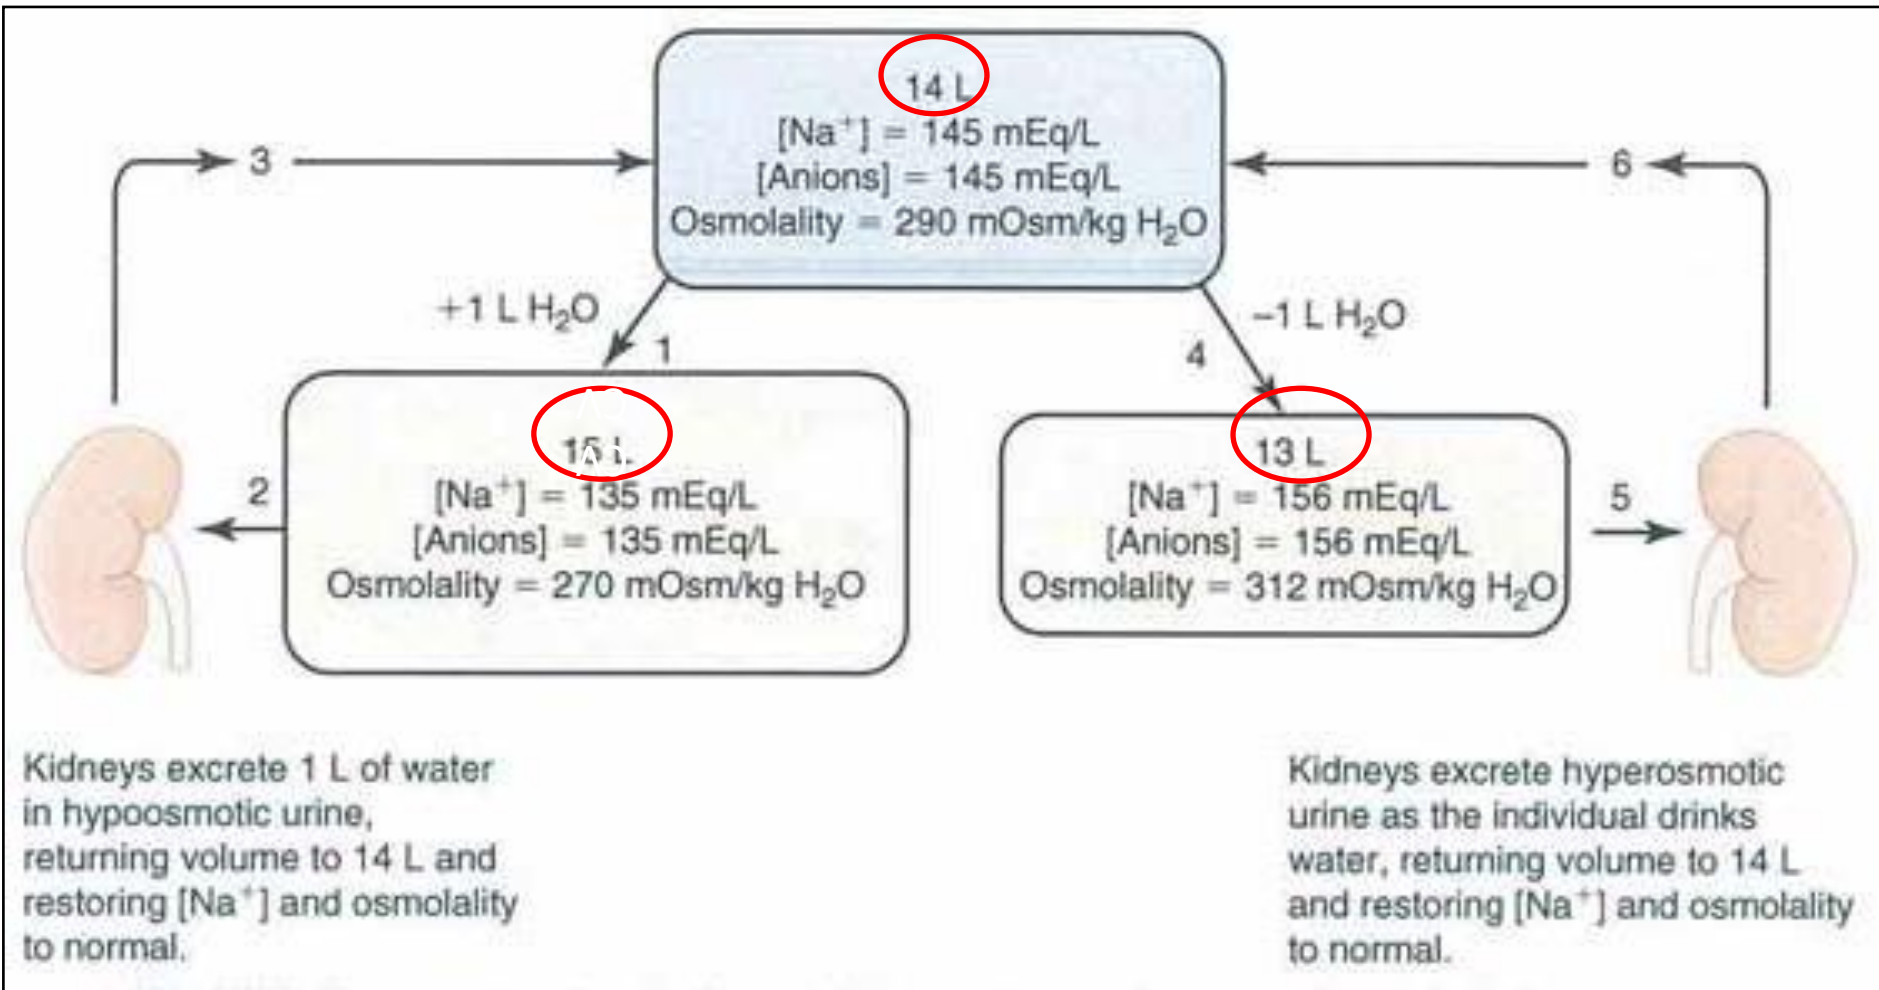 14 L
[Na⁺] = 145 mEq/L
[Anions] = 145 mEq/L
Osmolality = 290 mOsm/kg H₂O
3
6
+1 L H₂O
1
–1 L H₂O
4
15 L
[Na⁺] = 135 mEq/L
[Anions] = 135 mEq/L
Osmolality = 270 mOsm/kg H₂O
2
13 L
[Na⁺] = 156 mEq/L
[Anions] = 156 mEq/L
Osmolality = 312 mOsm/kg H₂O
5
Kidneys excrete 1 L of water
in hypoosmotic urine,
returning volume to 14 L and
restoring [Na⁺] and osmolality
to normal.
Kidneys excrete hyperosmotic
urine as the individual drinks
water, returning volume to 14 L
and restoring [Na⁺] and osmolality
to normal.